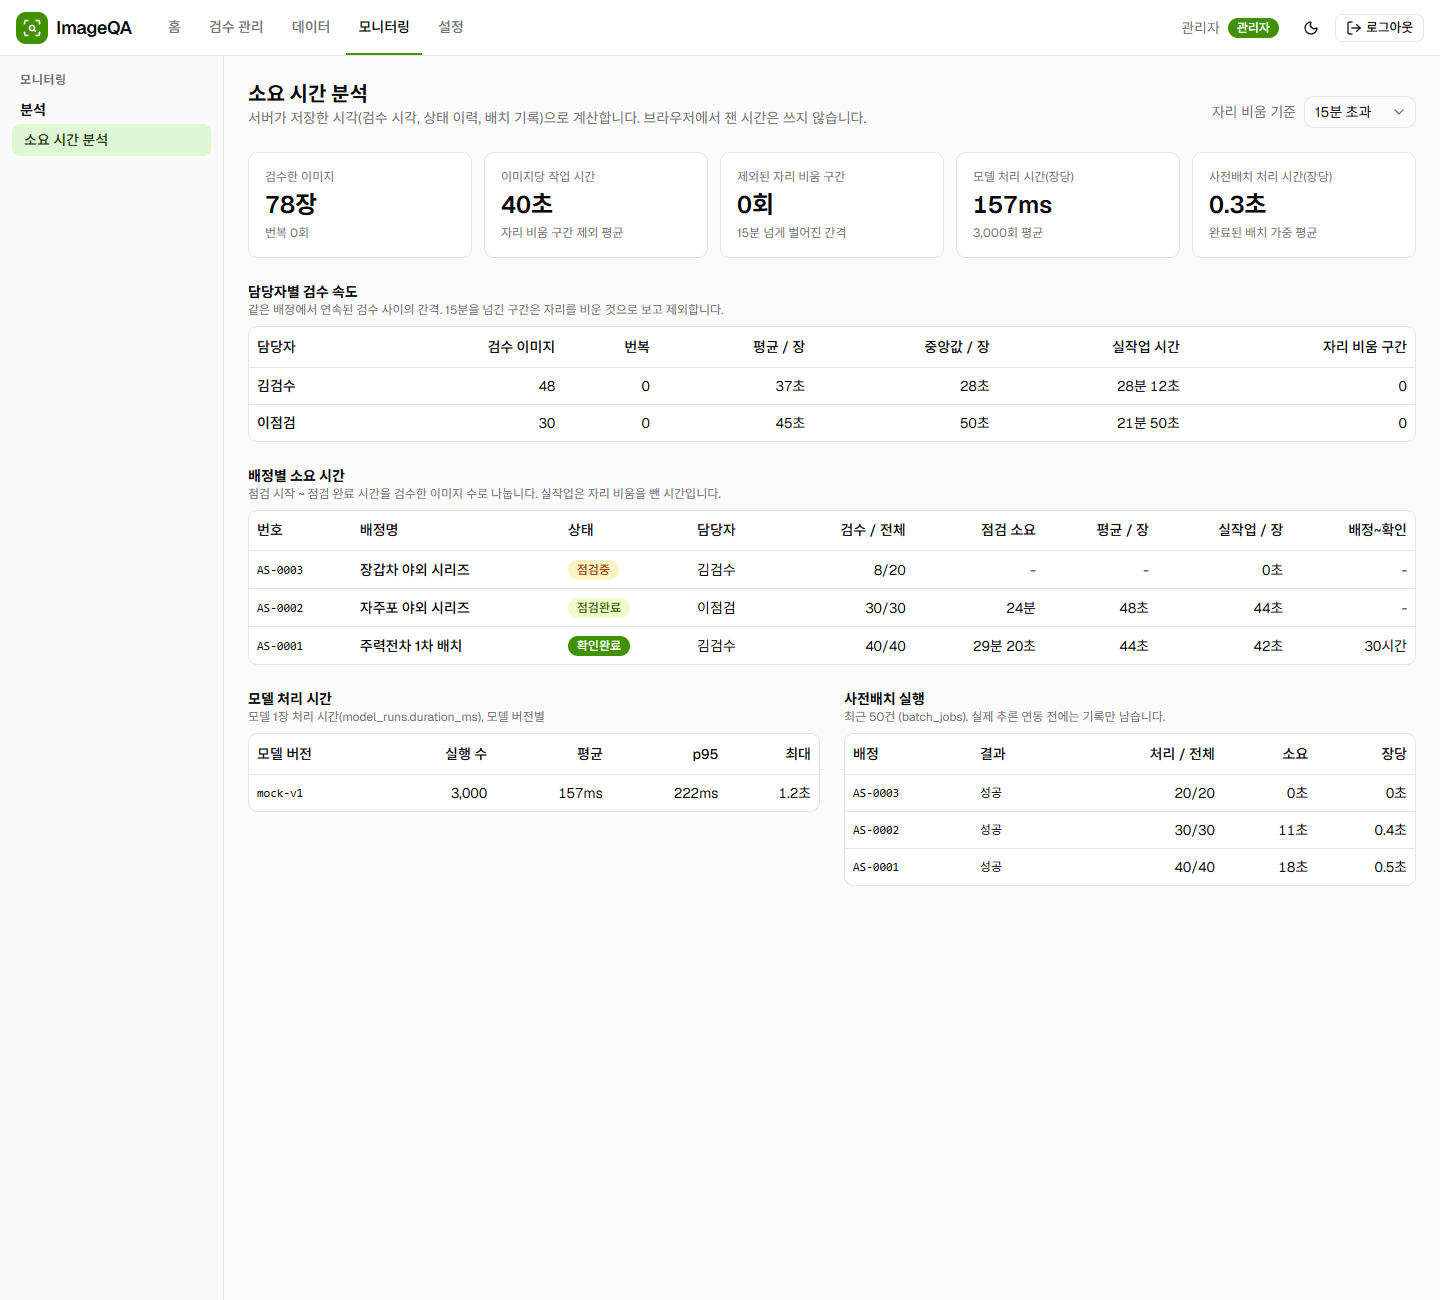 ImageQA 홈 검수 관리 데이터 모니터링 설정 관리자 관리자 로그아웃
모니터링
분석
소요 시간 분석
소요 시간 분석
서버가 저장한 시각(검수 시각, 상태 이력, 배치 기록)으로 계산합니다. 브라우저에서 잰 시간은 쓰지 않습니다.
자리 비움 기준 15분 초과
검수한 이미지
78장
번복 0회
이미지당 작업 시간
40초
자리 비움 구간 제외 평균
제외된 자리 비움 구간
0회
15분 넘게 벌어진 간격
모델 처리 시간(장당)
157ms
3,000회 평균
사전배치 처리 시간(장당)
0.3초
완료된 배치 가중 평균
담당자별 검수 속도
같은 배정에서 연속된 검수 사이의 간격. 15분을 넘긴 구간은 자리를 비운 것으로 보고 제외합니다.
담당자 검수 이미지 번복 평균 / 장 중앙값 / 장 실작업 시간 자리 비움 구간
김검수 48 0 37초 28초 28분 12초 0
이점검 30 0 45초 50초 21분 50초 0
배정별 소요 시간
점검 시작 ~ 점검 완료 시간을 검수한 이미지 수로 나눕니다. 실작업은 자리 비움을 뺀 시간입니다.
번호 배정명 상태 담당자 검수 / 전체 점검 소요 평균 / 장 실작업 / 장 배정~확인
AS-0003 장갑차 야외 시리즈 점검중 김검수 8/20 - - 0초 -
AS-0002 자주포 야외 시리즈 점검완료 이점검 30/30 24분 48초 44초 -
AS-0001 주력전차 1차 배치 확인완료 김검수 40/40 29분 20초 44초 42초 30시간
모델 처리 시간
모델 1장 처리 시간(model_runs.duration_ms), 모델 버전별
모델 버전 실행 수 평균 p95 최대
mock-v1 3,000 157ms 222ms 1.2초
사전배치 실행
최근 50건 (batch_jobs). 실제 추론 연동 전에는 기록만 남습니다.
배정 결과 처리 / 전체 소요 장당
AS-0003 성공 20/20 0초 0초
AS-0002 성공 30/30 11초 0.4초
AS-0001 성공 40/40 18초 0.5초